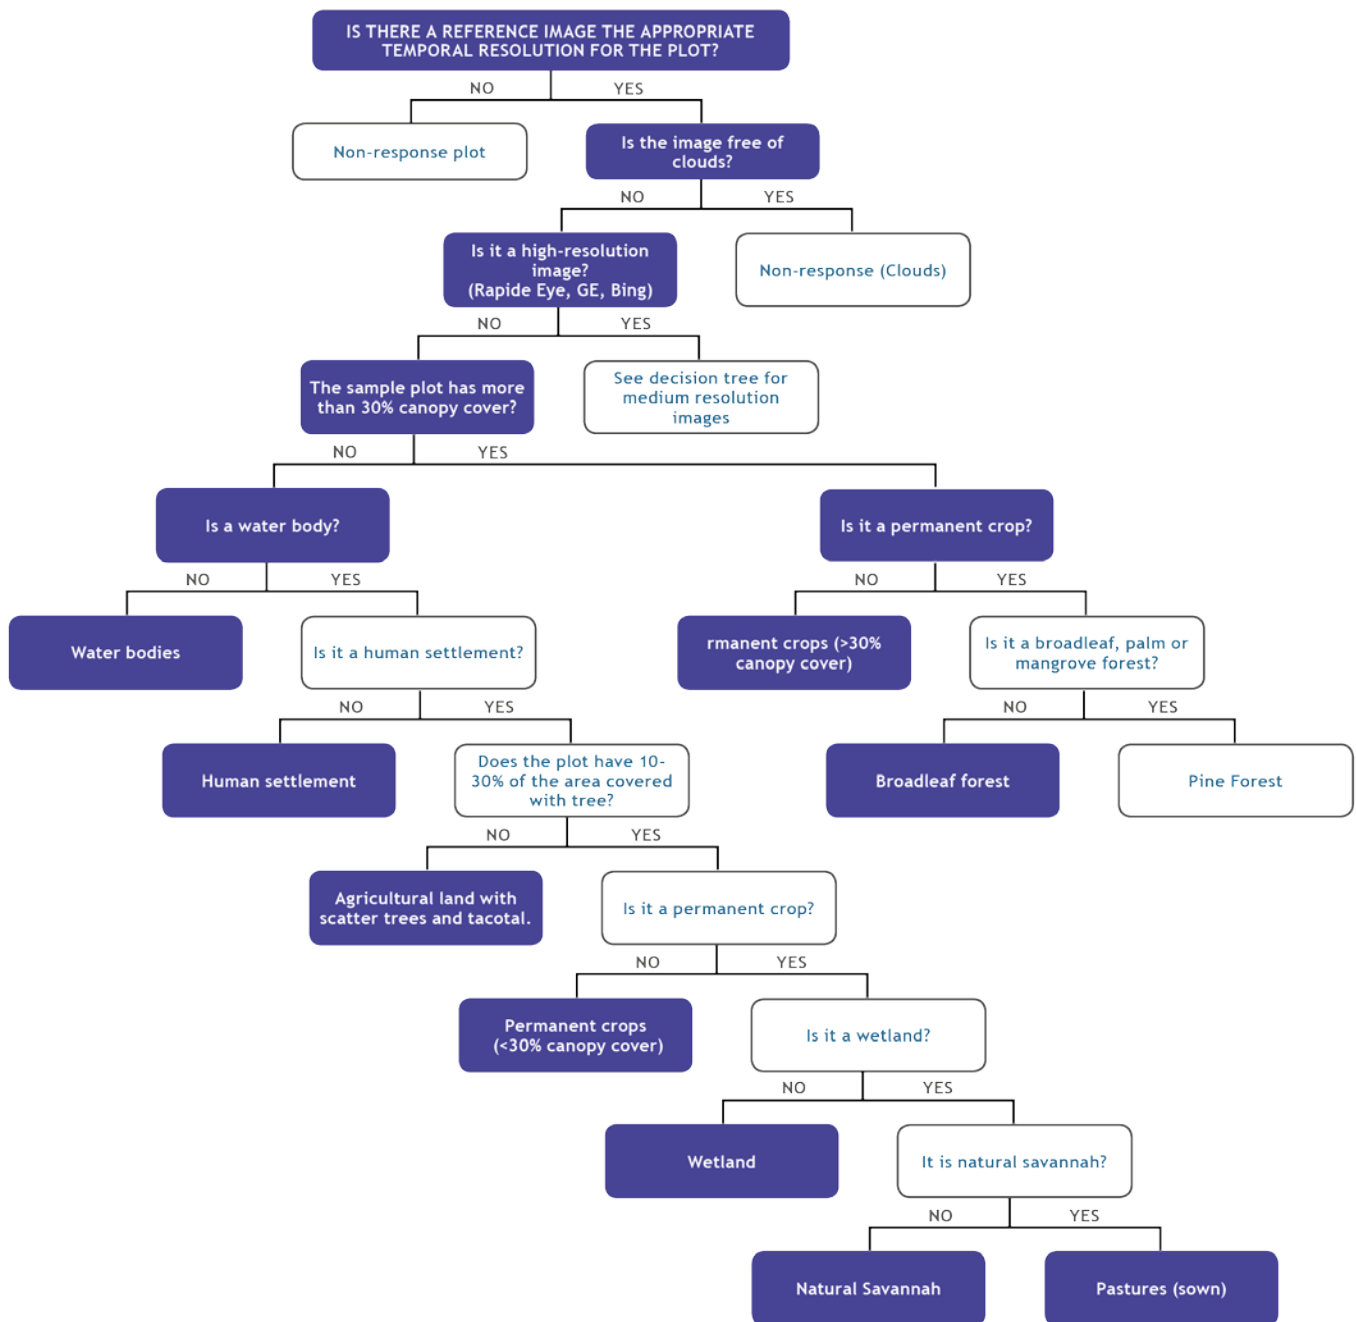 IS THERE A REFERENCE IMAGE THE APPROPRIATE
TEMPORAL RESOLUTION FOR THE PLOT?
NO
YES
Non-response plot
Is the image free of
clouds?
NO
YES
Is it a high-resolution
image?
(Rapide Eye, GE, Bing)
Non-response (Clouds)
NO
YES
The sample plot has more
than 30% canopy cover?
See decision tree for
medium resolution
images
NO
YES
Is a water body?
Is it a permanent crop?
NO
YES
NO
YES
Water bodies
Is it a human settlement?
rmanent crops (>30%
canopy cover)
Is it a broadleaf, palm or
mangrove forest?
NO
YES
NO
YES
Human settlement
Does the plot have 10-
30% of the area covered
with tree?
Broadleaf forest
Pine Forest
NO
YES
Agricultural land with
scatter trees and tacotal.
Is it a permanent crop?
NO
YES
Permanent crops
(<30% canopy cover)
Is it a wetland?
NO
YES
Wetland
It is natural savannah?
NO
YES
Natural Savannah
Pastures (sown)